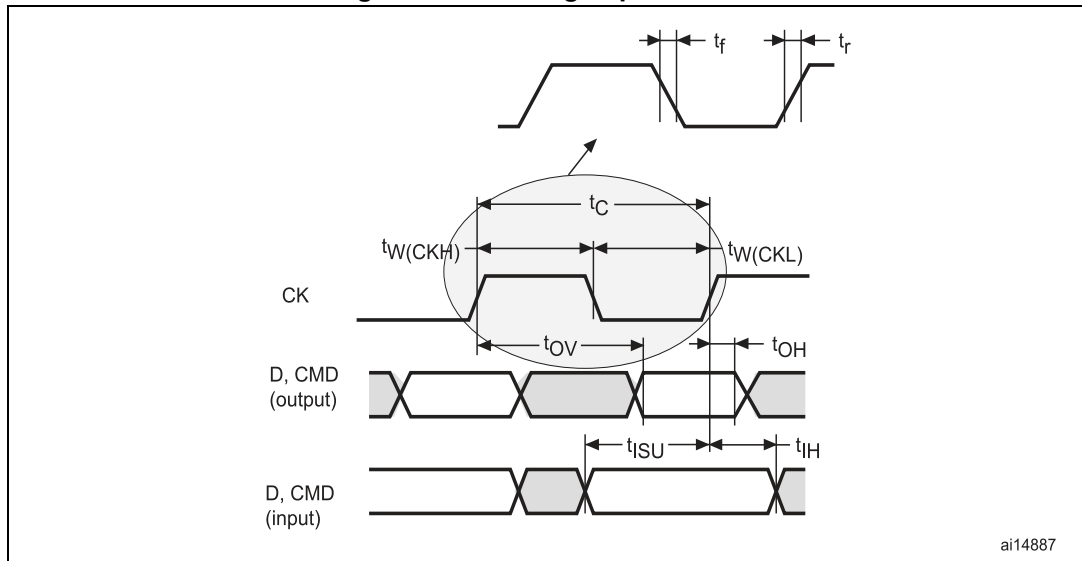 tf
tr
tC
tW(CKH)
tW(CKL)
CK
tOV
tOH
D, CMD
(output)
tISU
tIH
D, CMD
(input)
ai14887